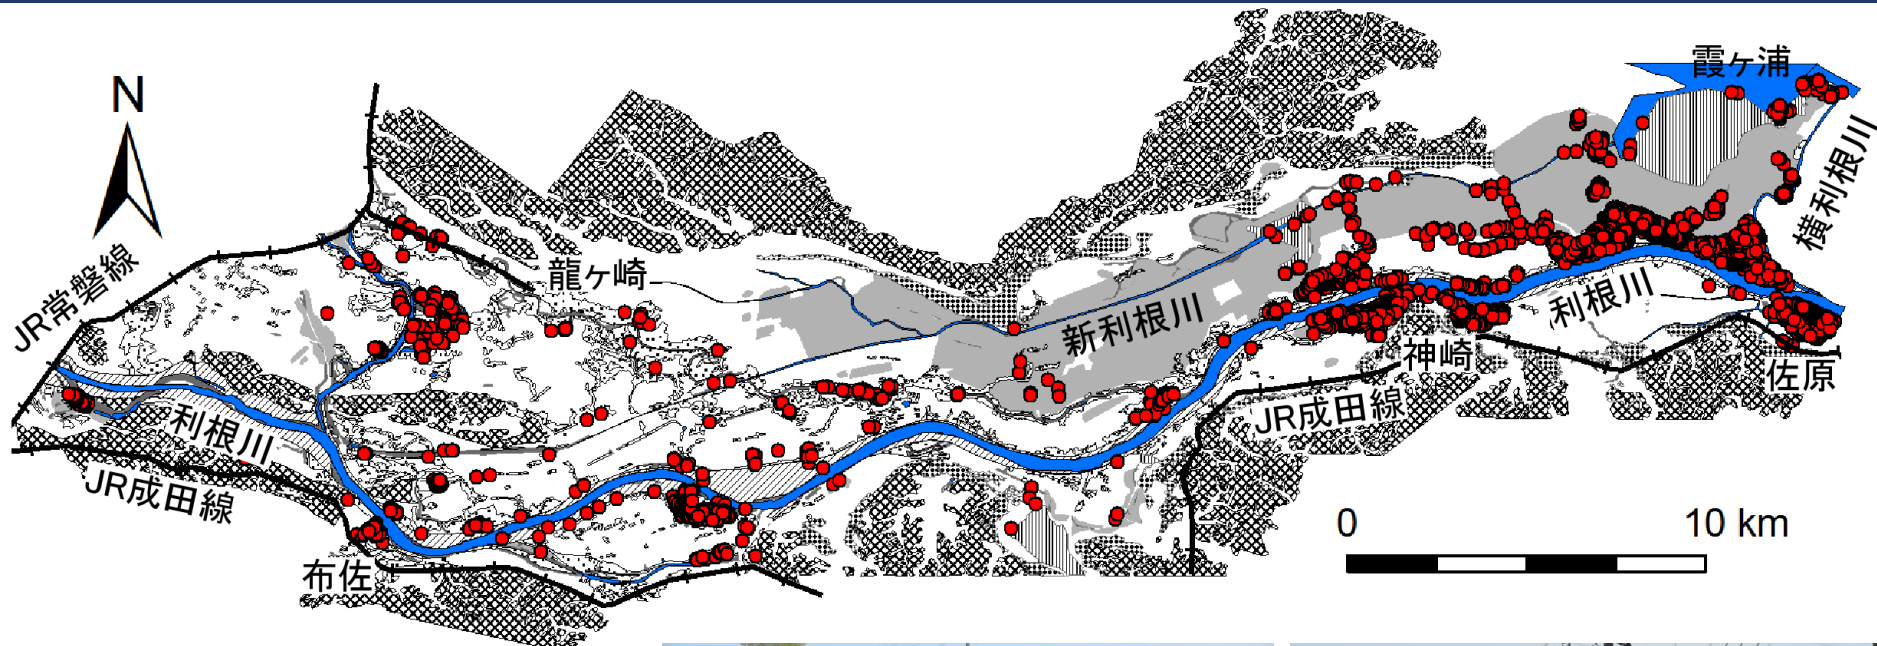 霞ヶ浦
N
横利根川
JR常磐線
龍ヶ崎
新利根川
利根川
神崎
佐原
JR成田線
利根川
JR成田線
0 10 km
布佐